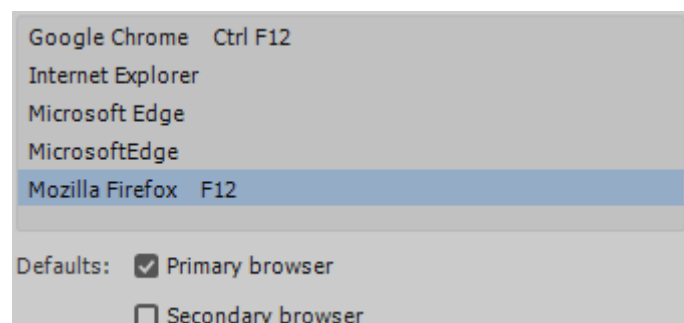 Google Chrome Ctrl F12
Internet Explorer
Microsoft Edge
MicrosoftEdge
Mozilla Firefox F12
Defaults: Primary browser
Secondary browser